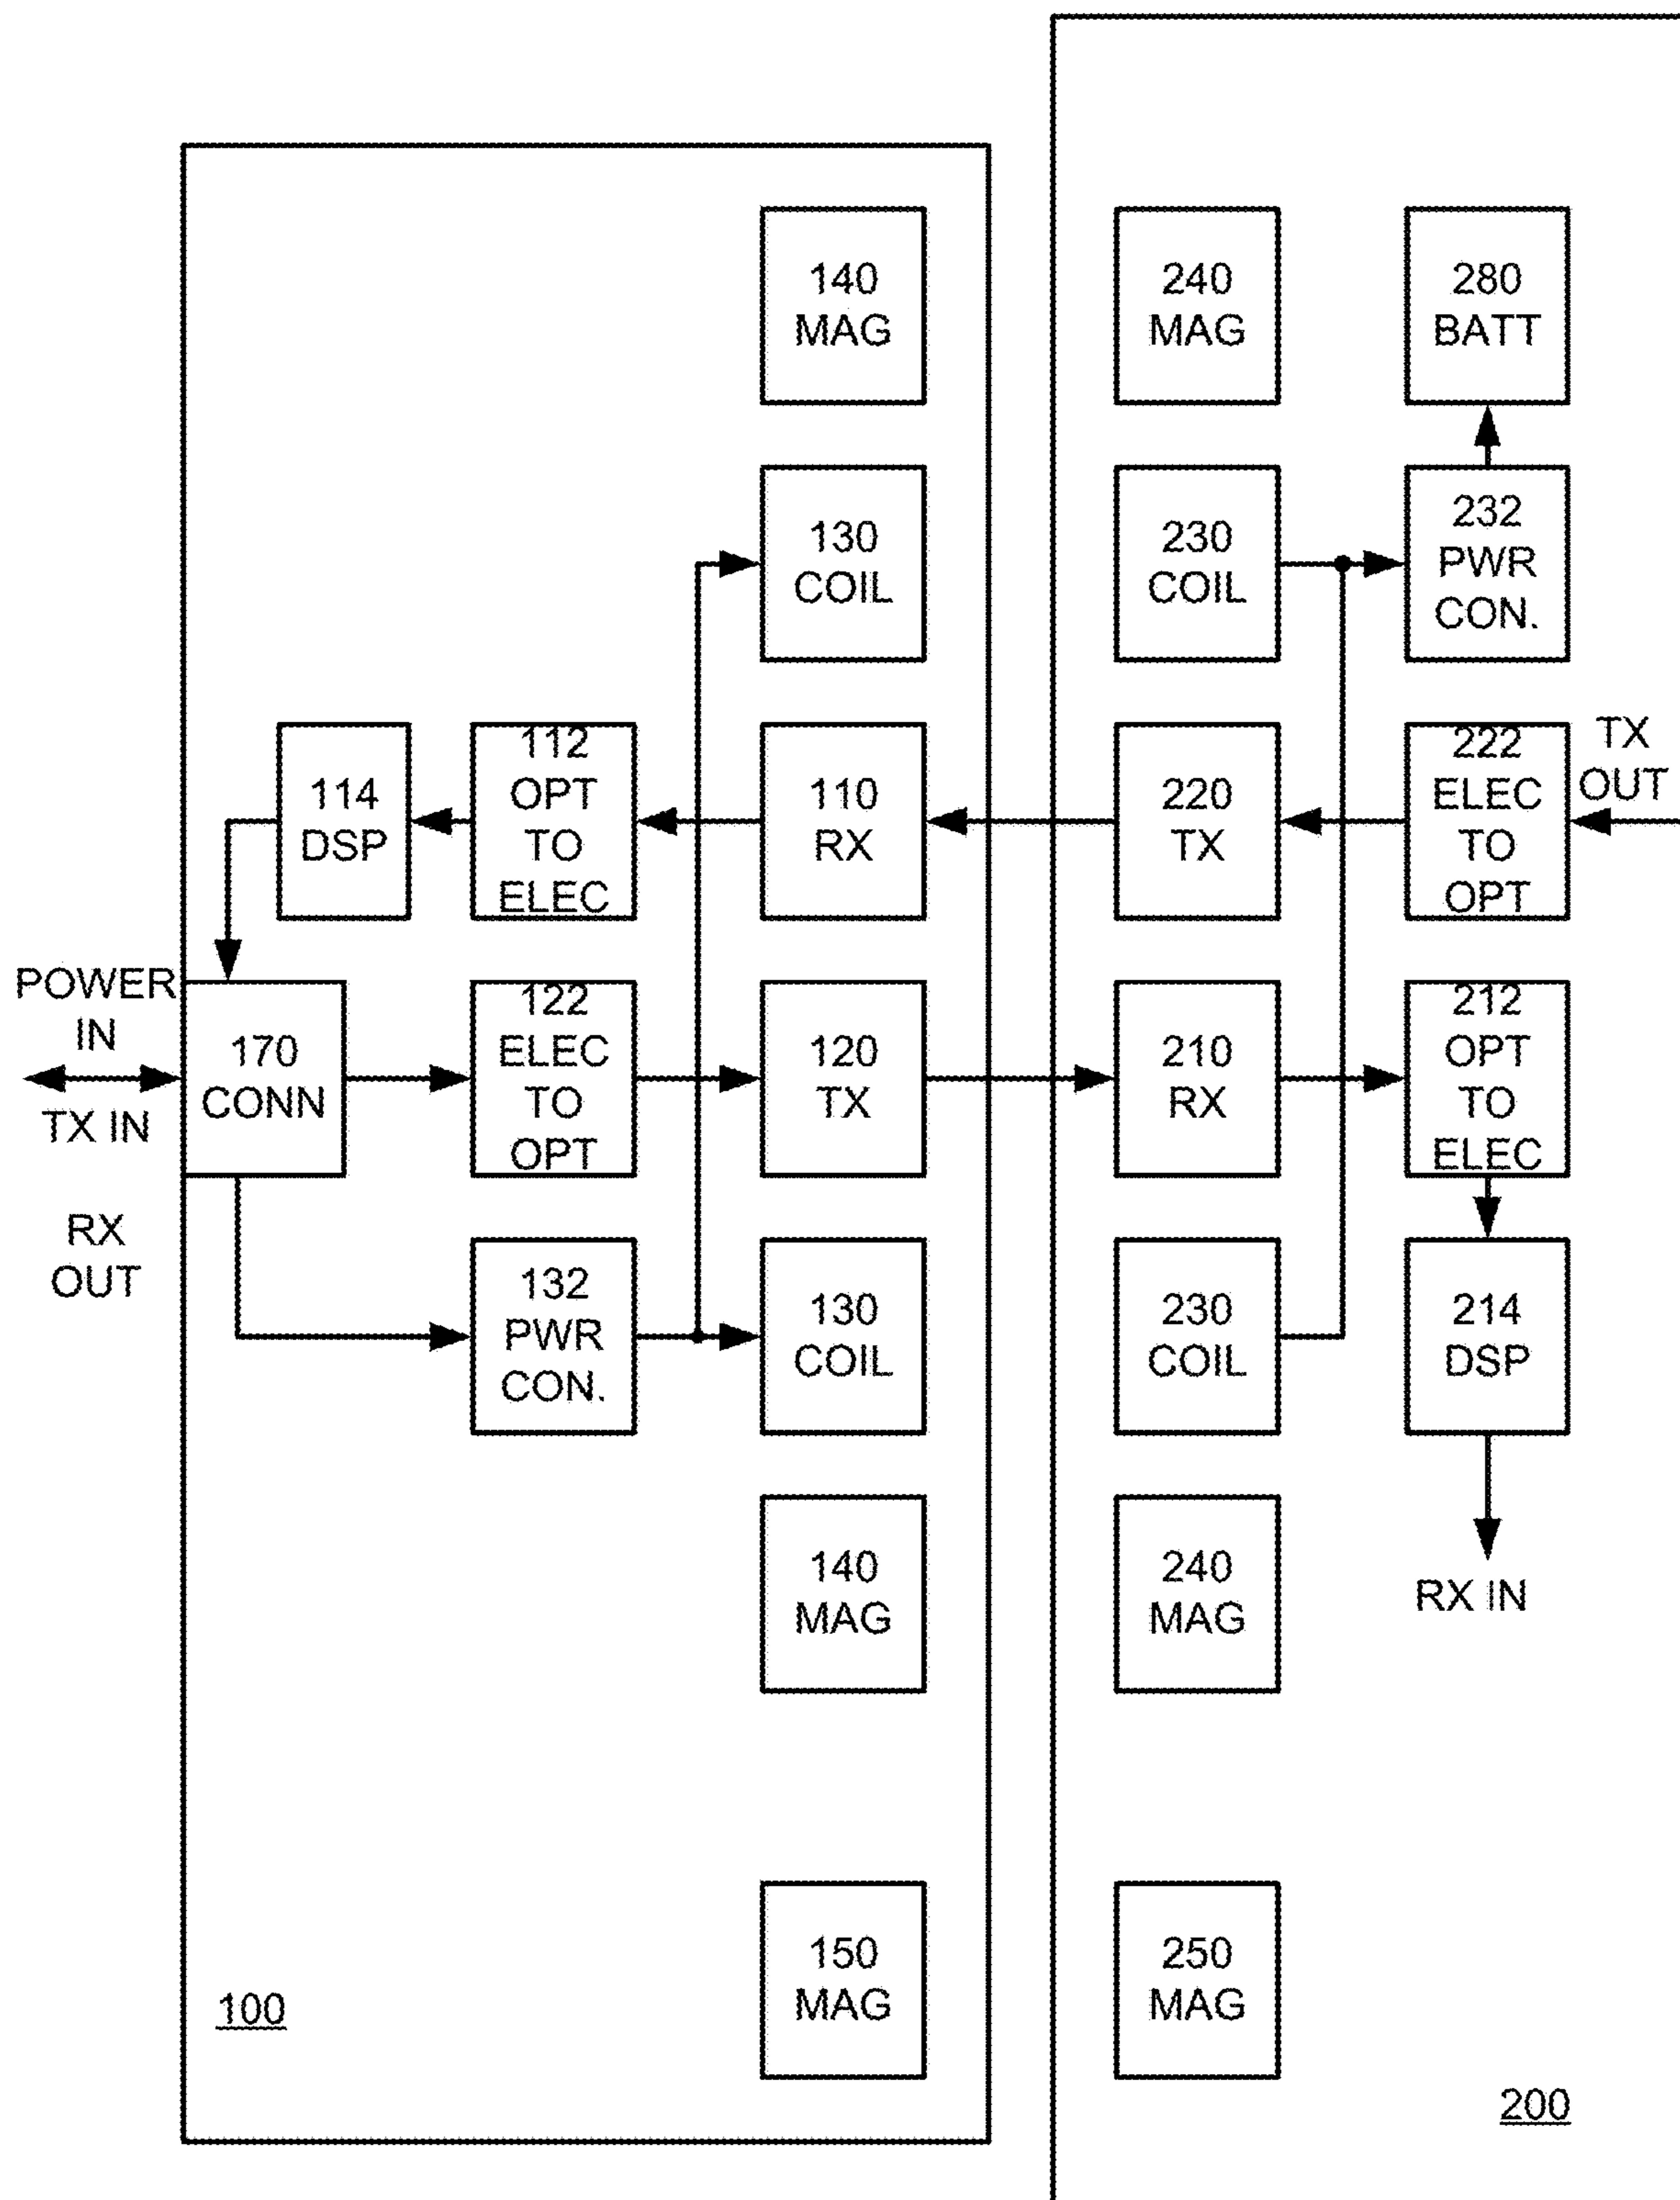 140
MAG
240
MAG
280
BATT
130
COIL
230
COIL
232
PWR
CON.
114
DSP
112
OPT
TO
ELEC
110
RX
220
TX
222
ELEC
TO
OPT
TX
OUT
POWER
IN
TX IN
170
CONN
122
ELEC
TO
OPT
120
TX
210
RX
212
OPT
TO
ELEC
RX
OUT
132
PWR
CON.
130
COIL
230
COIL
214
DSP
140
MAG
240
MAG
RX IN
150
MAG
250
MAG
100
200